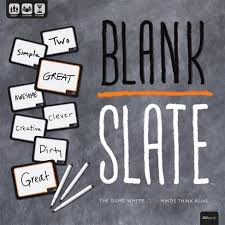 Two
Simple
GREAT
AWESOME
clever
creative
Dirty
Great
BLANK
SLATE
THE GAME WHERE
MINDS THINK ALIKE